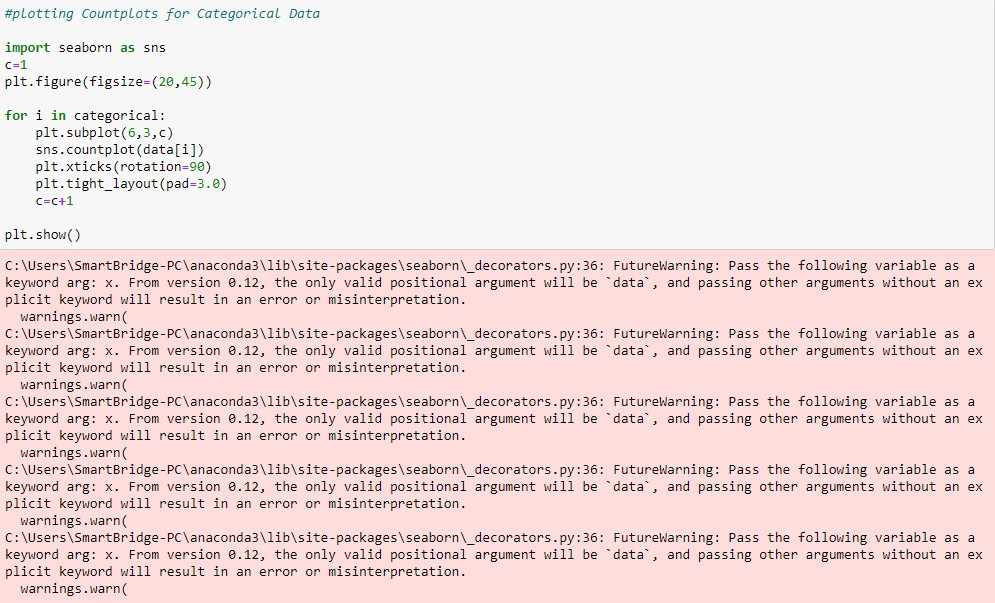 #plotting Countplots for Categorical Data
import seaborn as sns
c=1
plt.figure(figsize=(20,45))
for i in categorical:
    plt.subplot(6,3,c)
    sns.countplot(data[i])
    plt.xticks(rotation=90)
    plt.tight_layout(pad=3.0)
    c=c+1
plt.show()
C:\Users\SmartBridge-PC\anaconda3\lib\site-packages\seaborn\_decorators.py:36: FutureWarning: Pass the following variable as a
keyword arg: x. From version 0.12, the only valid positional argument will be `data`, and passing other arguments without an ex
plicit keyword will result in an error or misinterpretation.
  warnings.warn(
C:\Users\SmartBridge-PC\anaconda3\lib\site-packages\seaborn\_decorators.py:36: FutureWarning: Pass the following variable as a
keyword arg: x. From version 0.12, the only valid positional argument will be `data`, and passing other arguments without an ex
plicit keyword will result in an error or misinterpretation.
  warnings.warn(
C:\Users\SmartBridge-PC\anaconda3\lib\site-packages\seaborn\_decorators.py:36: FutureWarning: Pass the following variable as a
keyword arg: x. From version 0.12, the only valid positional argument will be `data`, and passing other arguments without an ex
plicit keyword will result in an error or misinterpretation.
  warnings.warn(
C:\Users\SmartBridge-PC\anaconda3\lib\site-packages\seaborn\_decorators.py:36: FutureWarning: Pass the following variable as a
keyword arg: x. From version 0.12, the only valid positional argument will be `data`, and passing other arguments without an ex
plicit keyword will result in an error or misinterpretation.
  warnings.warn(
C:\Users\SmartBridge-PC\anaconda3\lib\site-packages\seaborn\_decorators.py:36: FutureWarning: Pass the following variable as a
keyword arg: x. From version 0.12, the only valid positional argument will be `data`, and passing other arguments without an ex
plicit keyword will result in an error or misinterpretation.
  warnings.warn(